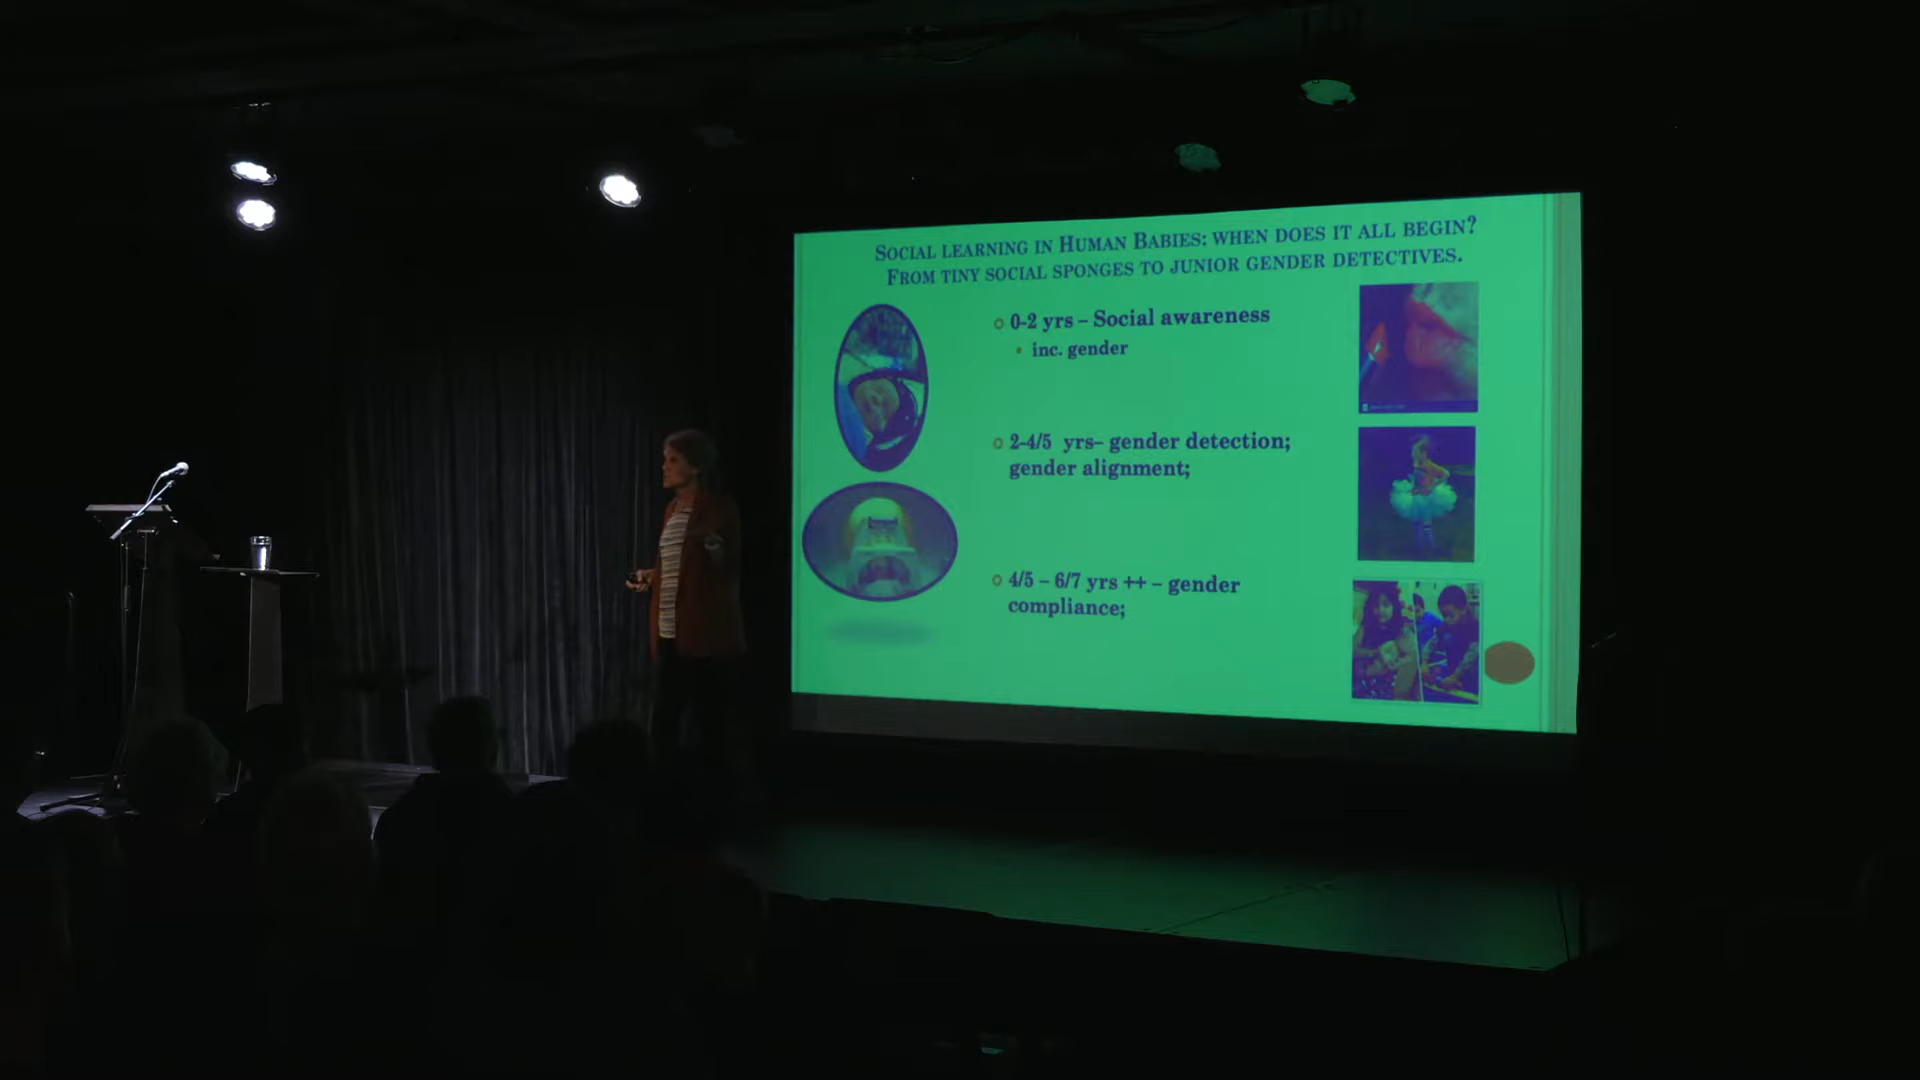 SOCIAL LEARNING IN HUMAN BABIES: WHEN DOES IT ALL BEGIN?
FROM TINY SOCIAL SPONGES TO JUNIOR GENDER DETECTIVES.
0-2 yrs – Social awareness
inc. gender
2-4/5 yrs– gender detection;
gender alignment;
4/5 – 6/7 yrs ++ – gender
compliance;